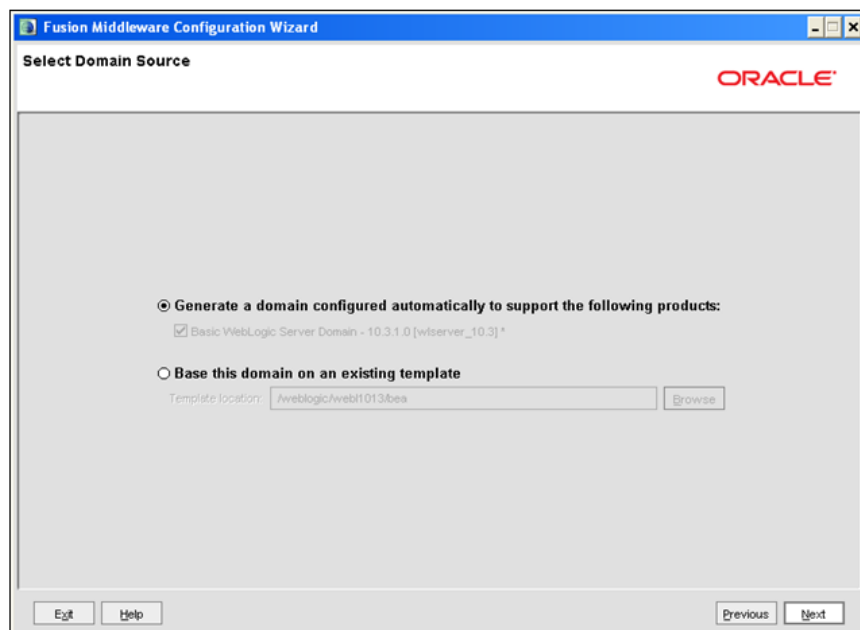 Fusion Middleware Configuration Wizard
Select Domain Source
ORACLE
Generate a domain configured automatically to support the following products:
Basic WebLogic Server Domain - 10.3.1.0 [wlserver_10.3] *
Base this domain on an existing template
Template location: /weblogic/webl1013/bea Browse
Exit Help Previous Next